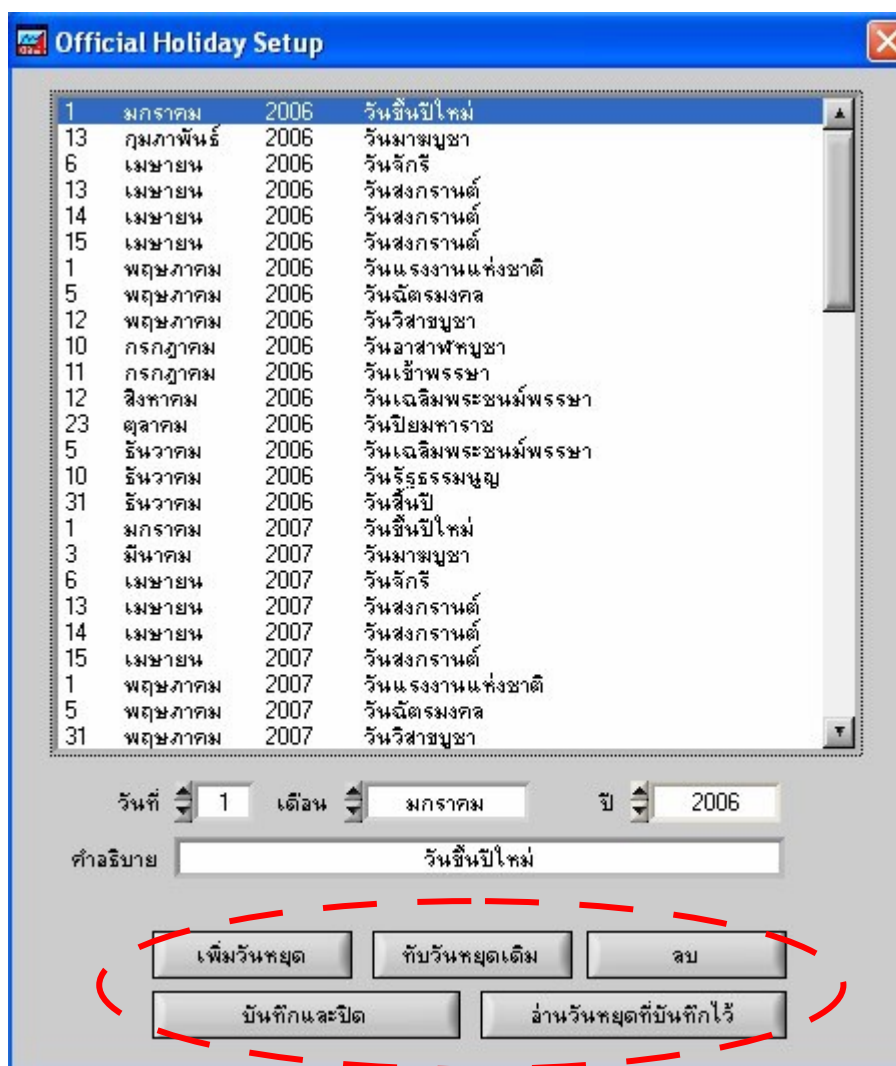 Official Holiday Setup
1 มกราคม 2006 วันขึ้นปีใหม่
13 กุมภาพันธ์ 2006 วันมาฆบูชา
6 เมษายน 2006 วันจักรี
13 เมษายน 2006 วันสงกรานต์
14 เมษายน 2006 วันสงกรานต์
15 เมษายน 2006 วันสงกรานต์
1 พฤษภาคม 2006 วันแรงงานแห่งชาติ
5 พฤษภาคม 2006 วันฉัตรมงคล
12 พฤษภาคม 2006 วันวิสาขบูชา
10 กรกฎาคม 2006 วันอาสาฬหบูชา
11 กรกฎาคม 2006 วันเข้าพรรษา
12 สิงหาคม 2006 วันเฉลิมพระชนม์พรรษา
23 ตุลาคม 2006 วันปิยมหาราช
5 ธันวาคม 2006 วันเฉลิมพระชนม์พรรษา
10 ธันวาคม 2006 วันรัฐธรรมนูญ
31 ธันวาคม 2006 วันสิ้นปี
1 มกราคม 2007 วันขึ้นปีใหม่
3 มีนาคม 2007 วันมาฆบูชา
6 เมษายน 2007 วันจักรี
13 เมษายน 2007 วันสงกรานต์
14 เมษายน 2007 วันสงกรานต์
15 เมษายน 2007 วันสงกรานต์
1 พฤษภาคม 2007 วันแรงงานแห่งชาติ
5 พฤษภาคม 2007 วันฉัตรมงคล
31 พฤษภาคม 2007 วันวิสาขบูชา
วันที่ 1 เดือน มกราคม ปี 2006
คำอธิบาย วันขึ้นปีใหม่
เพิ่มวันหยุด ทับวันหยุดเดิม ลบ
บันทึกและปิด อ่านวันหยุดที่บันทึกไว้